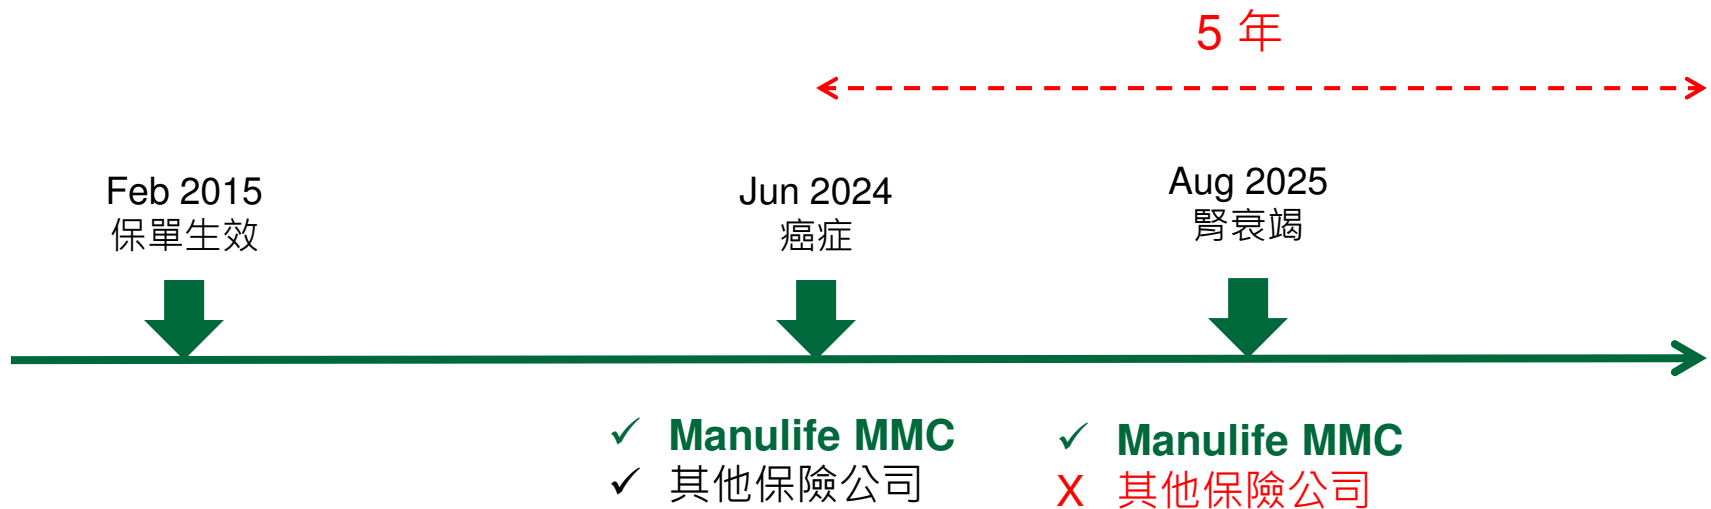 5 年
Feb 2015
保單生效
Jun 2024
癌症
Aug 2025
腎衰竭
✓ Manulife MMC
✓ 其他保險公司
✓ Manulife MMC
X 其他保險公司